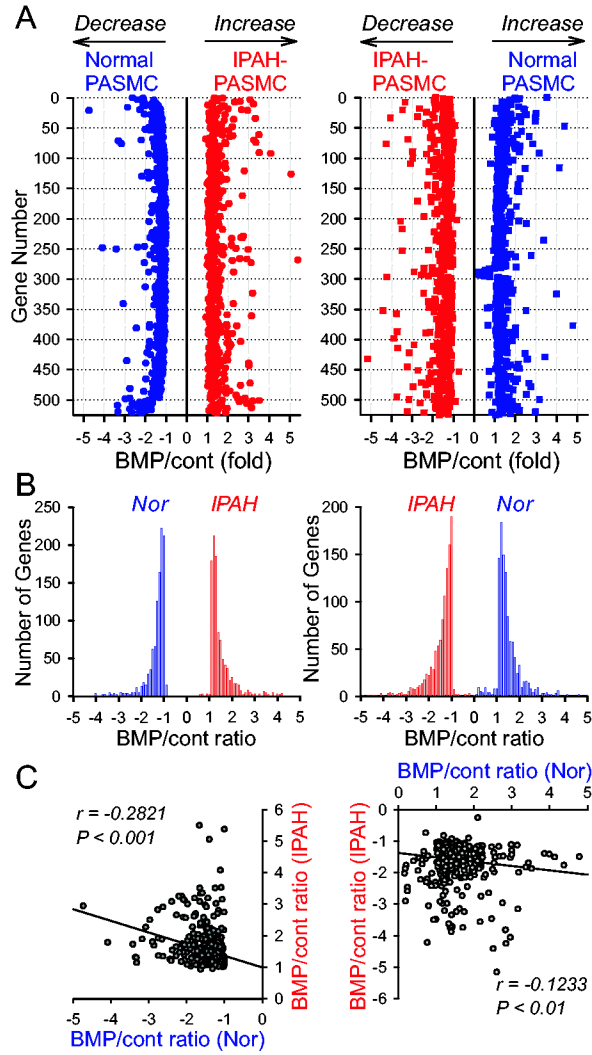 A
Decrease Increase Decrease Increase
Normal PASMC IPAH-PASMC IPAH-PASMC Normal PASMC
Gene Number
0 0
50 50
100 100
150 150
200 200
250 250
300 300
350 350
400 400
450 450
500 500
-5 -4 -3 -2 -1 0 1 2 3 4 5 -5 -4 -3 -2 -1 0 1 2 3 4 5
BMP/cont (fold) BMP/cont (fold)
B
Number of Genes Number of Genes
Nor IPAH IPAH Nor
250 200
200 150
150 100
100 50
50 0
0
-5 -4 -3 -2 -1 0 1 2 3 4 5 -5 -4 -3 -2 -1 0 1 2 3 4 5
BMP/cont ratio BMP/cont ratio
C
r = -0.2821
P < 0.001
6
5
4
3
2
1
0
BMP/cont ratio (IPAH)
-5 -4 -3 -2 -1 0
BMP/cont ratio (Nor)
BMP/cont ratio (Nor)
0 1 2 3 4 5
BMP/cont ratio (IPAH)
0
-1
-2
-3
-4
-5
-6
r = -0.1233
P < 0.01